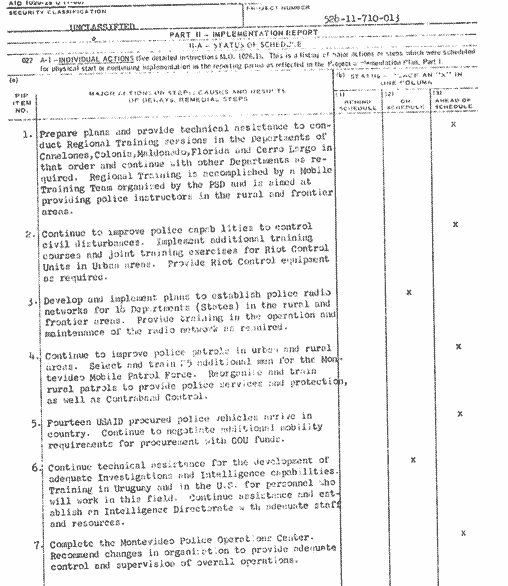 AID 1020-26
SECURITY CLASSIFICATION
PROJECT NUMBER
UNCLASSIFIED
526-11-710-013
PART II - IMPLEMENTATION REPORT
II-A - STATUS OF SCHEDULE
027 A-1 - INDIVIDUAL ACTIONS (See detailed instructions M.O. 1026.1). This is a listing of major actions or steps which were scheduled
for physical start or continuing implementation in the reporting period as reflected in the Project Implementation Plan, Part I.
(a)
(b) STATUS - PLACE AN "X" IN
ONE COLUMN
PIP
ITEM
NO.
MAJOR ACTIONS OR STEPS; CAUSES AND RESULTS
OF DELAYS; REMEDIAL STEPS
(1)
BEHIND
SCHEDULE
(2)
ON
SCHEDULE
(3)
AHEAD OF
SCHEDULE
1. Prepare plans and provide technical assistance to con- X
duct Regional Training sessions in the Departments of
Canelones, Colonia, Maldonado, Florida and Cerro Largo in
that order and continue with other Departments as re-
quired. Regional Training is accomplished by a Mobile
Training Team organized by the PSD and is aimed at
providing police instructors in the rural and frontier
areas.
2. Continue to improve police capabilities to control X
civil disturbances. Implement additional training
courses and joint training exercises for Riot Control
Units in Urban areas. Provide Riot Control equipment
as required.
3. Develop and implement plans to establish police radio X
networks for 18 Departments (States) in the rural and
frontier areas. Provide training in the operation and
maintenance of the radio network as required.
4. Continue to improve police patrols in urban and rural X
areas. Select and train 75 additional men for the Mon-
tevideo Mobile Patrol Force. Reorganize and train
rural patrols to provide police services and protection,
as well as Contraband Control.
5. Fourteen USAID procured police vehicles arrive in X
country. Continue to negotiate additional mobility
requirements for procurement with GOU funds.
6. Continue technical assistance for the development of X
adequate Investigations and Intelligence capabilities.
Training in Uruguay and in the U.S. for personnel who
will work in this field. Continue assistance and est-
ablish an Intelligence Directorate with adequate staff
and resources.
7. Complete the Montevideo Police Operations Center. X
Recommend changes in organization to provide adequate
control and supervision of overall operations.